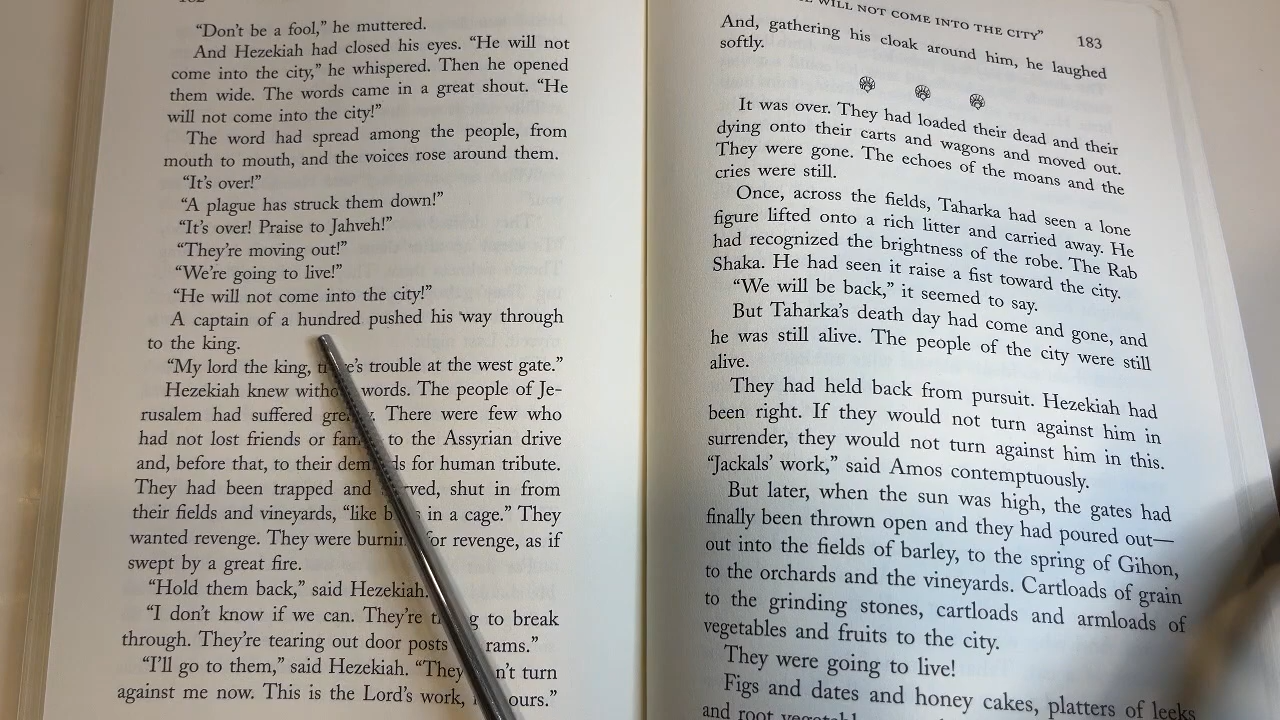 “Don’t be a fool,” he muttered.
And Hezekiah had closed his eyes. “He will not
come into the city,” he whispered. Then he opened
them wide. The words came in a great shout. “He
will not come into the city!”
The word had spread among the people, from
mouth to mouth, and the voices rose around them.
“It’s over!”
“A plague has struck them down!”
“It’s over! Praise to Jahveh!”
“They’re moving out!”
“We’re going to live!”
“He will not come into the city!”
A captain of a hundred pushed his way through
to the king.
“My lord the king, trouble at the west gate.”
Hezekiah knew words. The people of Je-
rusalem had suffered There were few who
had not lost friends or to the Assyrian drive
and, before that, to their for human tribute.
They had been trapped and shut in from
their fields and vineyards, “like in a cage.” They
wanted revenge. They were for revenge, as if
swept by a great fire.
“Hold them back,” said Hezekiah.
“I don’t know if we can. They’re to break
through. They’re tearing out door posts rams.”
“I’ll go to them,” said Hezekiah. “They turn
against me now. This is the Lord’s work, ours.”
WILL NOT COME INTO THE CITY” 183
And, gathering his cloak around him, he laughed
softly.
It was over. They had loaded their dead and their
dying onto their carts and wagons and moved out.
They were gone. The echoes of the moans and the
cries were still.
Once, across the fields, Taharka had seen a lone
figure lifted onto a rich litter and carried away. He
had recognized the brightness of the robe. The Rab
Shaka. He had seen it raise a fist toward the city.
“We will be back,” it seemed to say.
But Taharka’s death day had come and gone, and
he was still alive. The people of the city were still
alive.
They had held back from pursuit. Hezekiah had
been right. If they would not turn against him in
surrender, they would not turn against him in this.
“Jackals’ work,” said Amos contemptuously.
But later, when the sun was high, the gates had
finally been thrown open and they had poured out—
out into the fields of barley, to the spring of Gihon,
to the orchards and the vineyards. Cartloads of grain
to the grinding stones, cartloads and armloads of
vegetables and fruits to the city.
They were going to live!
Figs and dates and honey cakes, platters of leeks
and root